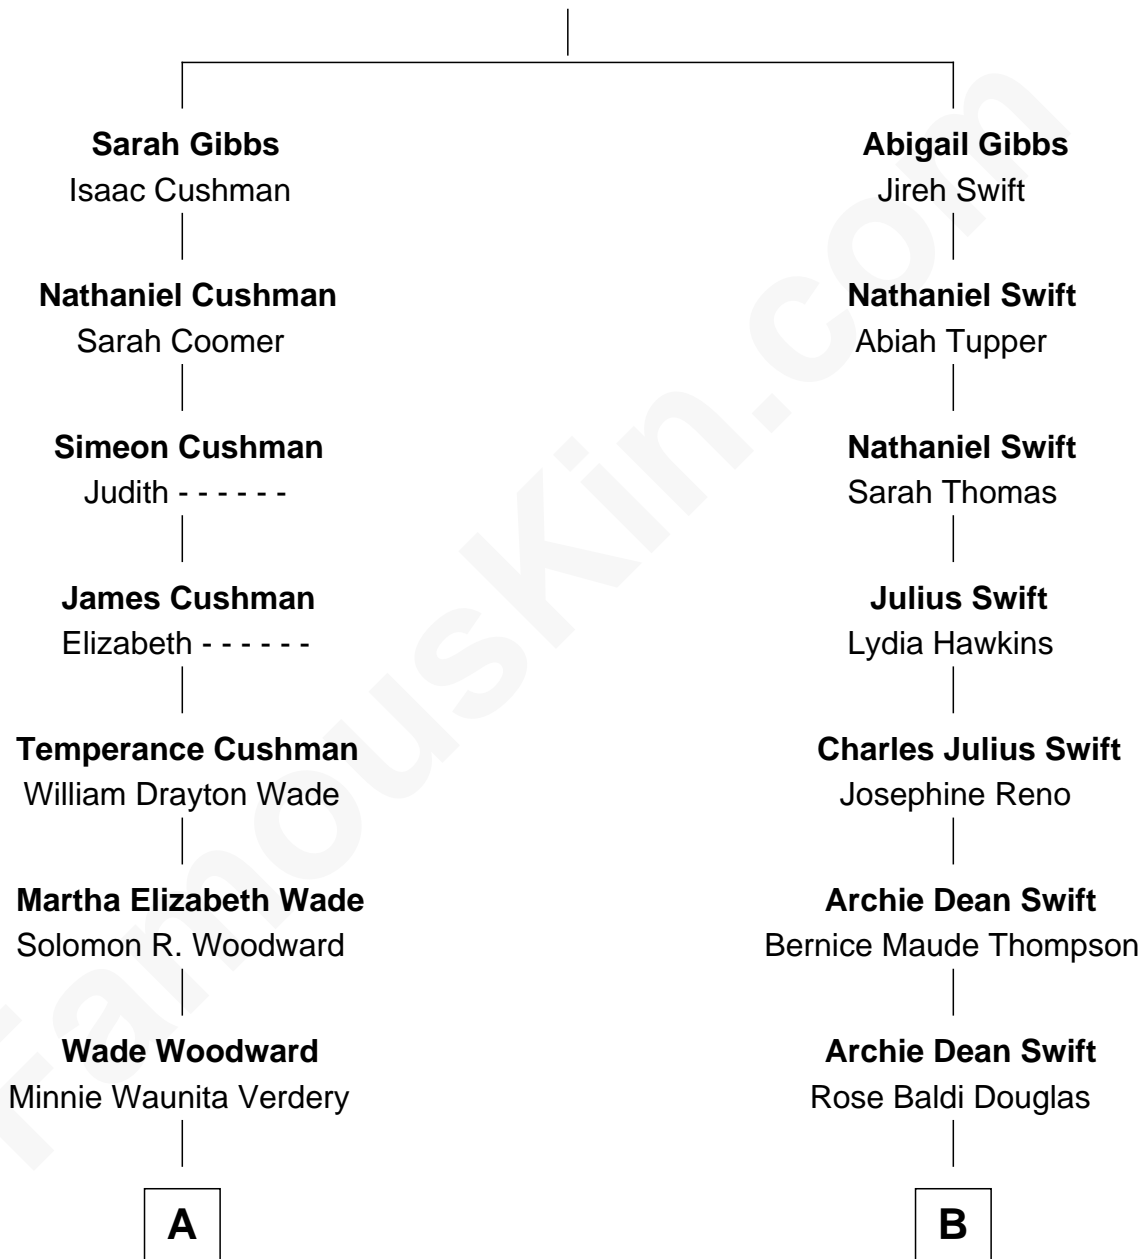 Sarah Gibbs
Isaac Cushman
Nathaniel Cushman
Sarah Coomer
Simeon Cushman
Judith - - - - - -
James Cushman
Elizabeth - - - - - -
Temperance Cushman
William Drayton Wade
Martha Elizabeth Wade
Solomon R. Woodward
Wade Woodward
Minnie Waunita Verdery
A
Abigail Gibbs
Jireh Swift
Nathaniel Swift
Abiah Tupper
Nathaniel Swift
Sarah Thomas
Julius Swift
Lydia Hawkins
Charles Julius Swift
Josephine Reno
Archie Dean Swift
Bernice Maude Thompson
Archie Dean Swift
Rose Baldi Douglas
B
FamousKin.com